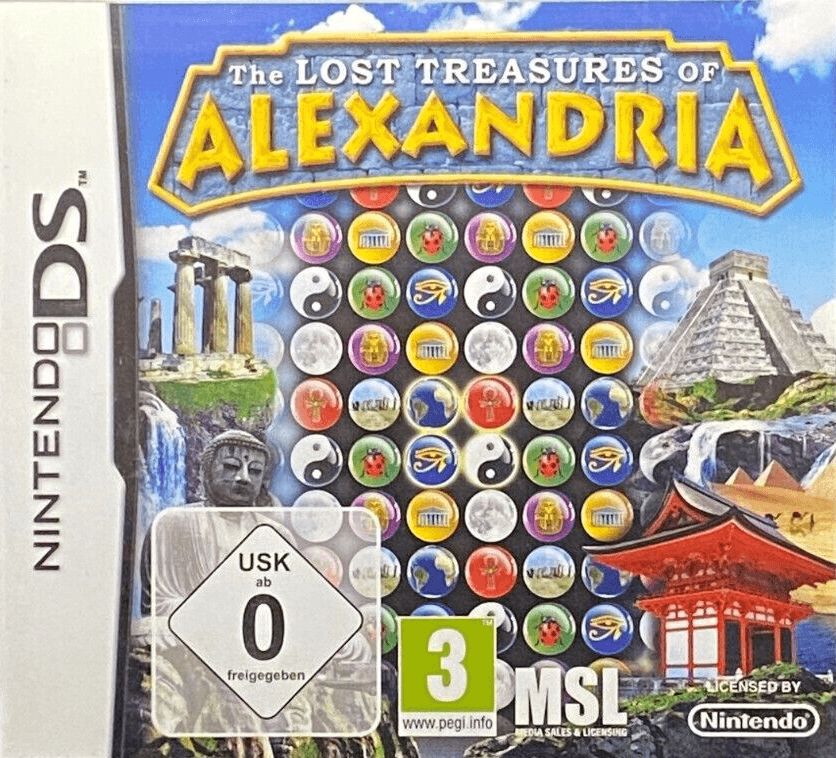 The LOST TREASURES OF
ALEXANDRIA
NINTENDO DS™
USK
ab
0
freigegeben
3
™
www.pegi.info
MSL
MEDIA SALES & LICENSING
LICENSED BY
Nintendo®